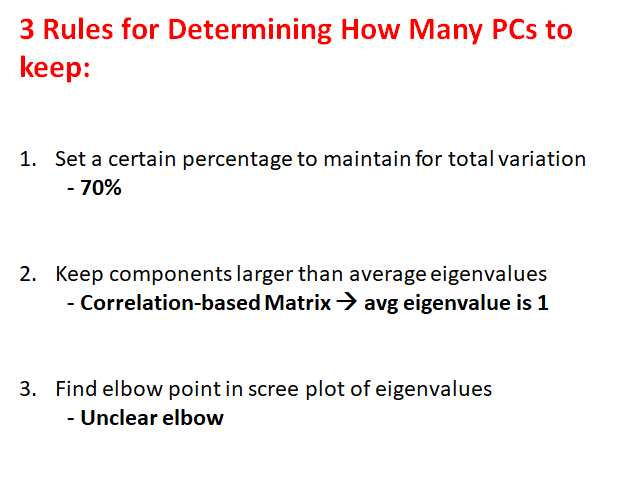 3 Rules for Determining How Many PCs to
keep:
1. Set a certain percentage to maintain for total variation
- 70%
2. Keep components larger than average eigenvalues
- Correlation-based Matrix → avg eigenvalue is 1
3. Find elbow point in scree plot of eigenvalues
- Unclear elbow